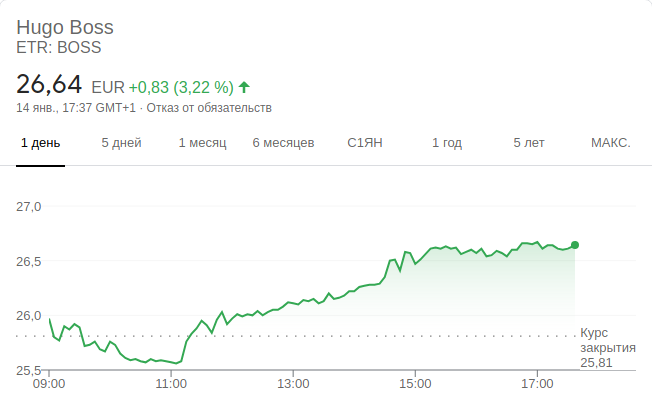 Hugo Boss
ETR: BOSS
26,64 EUR +0,83 (3,22 %)
14 янв., 17:37 GMT+1 · Отказ от обязательств
1 день 5 дней 1 месяц 6 месяцев С1ЯН 1 год 5 лет МАКС.
27,0
26,5
26,0
Курс
закрытия
25,81
25,5
09:00 11:00 13:00 15:00 17:00